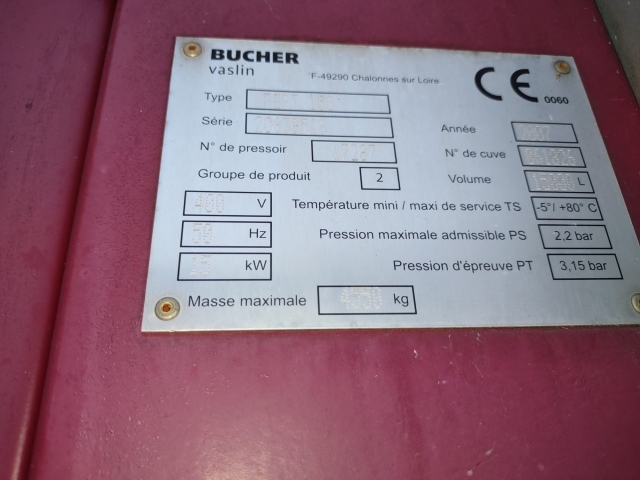 BUCHER
vaslin
F-49290 Chalonnes sur Loire
CE 0060
Type
Série
Année
N° de pressoir
N° de cuve
Groupe de produit 2
Volume L
400 V
Température mini / maxi de service TS -5°/ +80° C
50 Hz
Pression maximale admissible PS 2,2 bar
kW
Pression d'épreuve PT 3,15 bar
Masse maximale kg